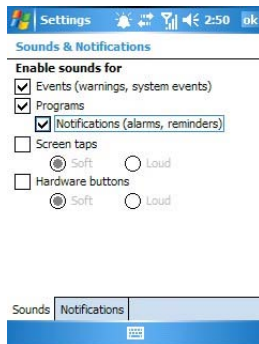 Settings 2:50 ok
Sounds & Notifications
Enable sounds for
Events (warnings, system events)
Programs
Notifications (alarms, reminders)
Screen taps
Soft Loud
Hardware buttons
Soft Loud
Sounds Notifications